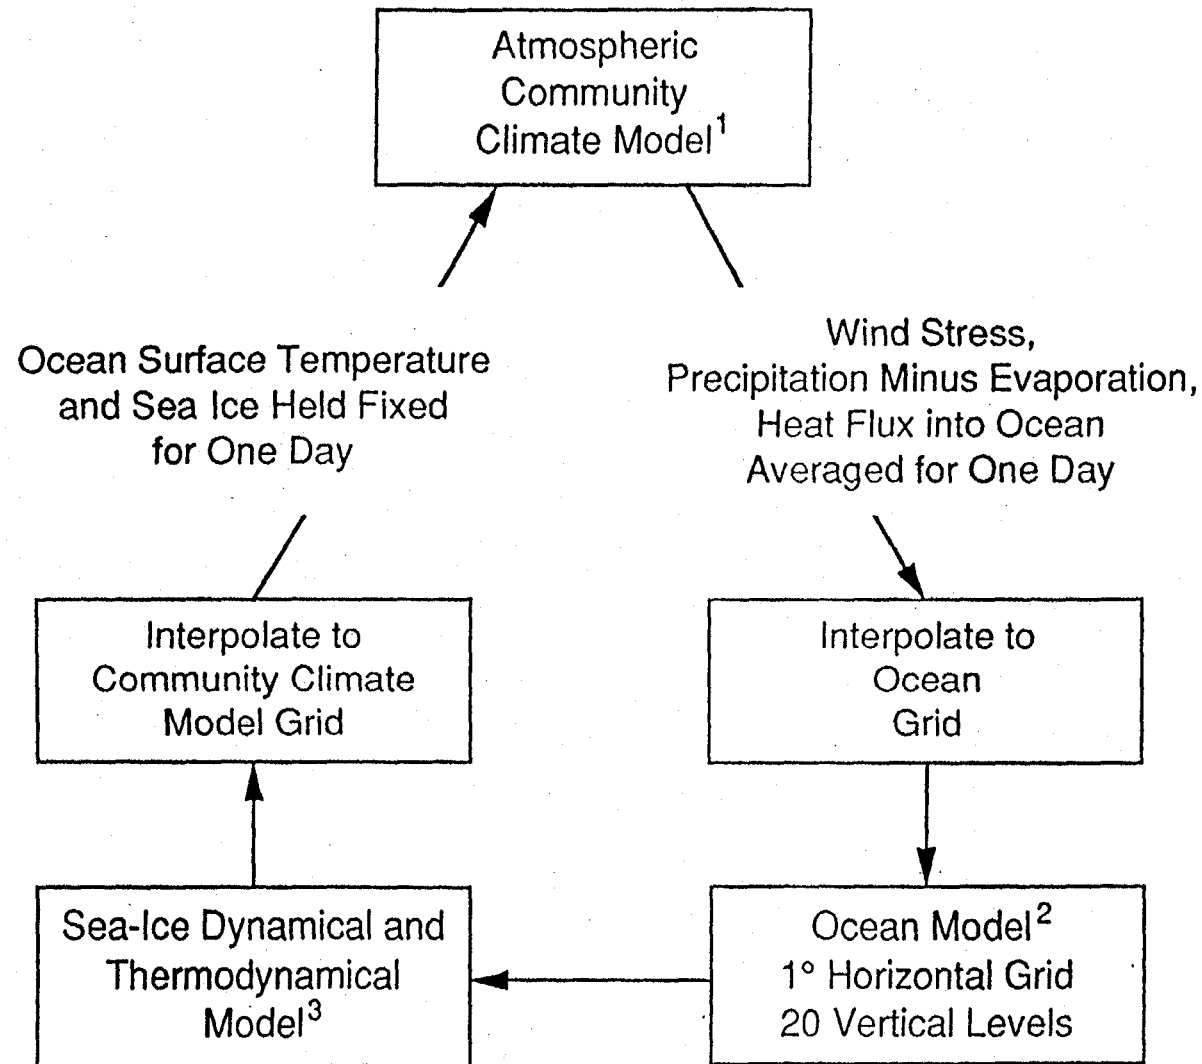 Atmospheric
Community
Climate Model¹
Ocean Surface Temperature
and Sea Ice Held Fixed
for One Day
Wind Stress,
Precipitation Minus Evaporation,
Heat Flux into Ocean
Averaged for One Day
Interpolate to
Community Climate
Model Grid
Interpolate to
Ocean
Grid
Sea-Ice Dynamical and
Thermodynamical
Model³
Ocean Model²
1° Horizontal Grid
20 Vertical Levels